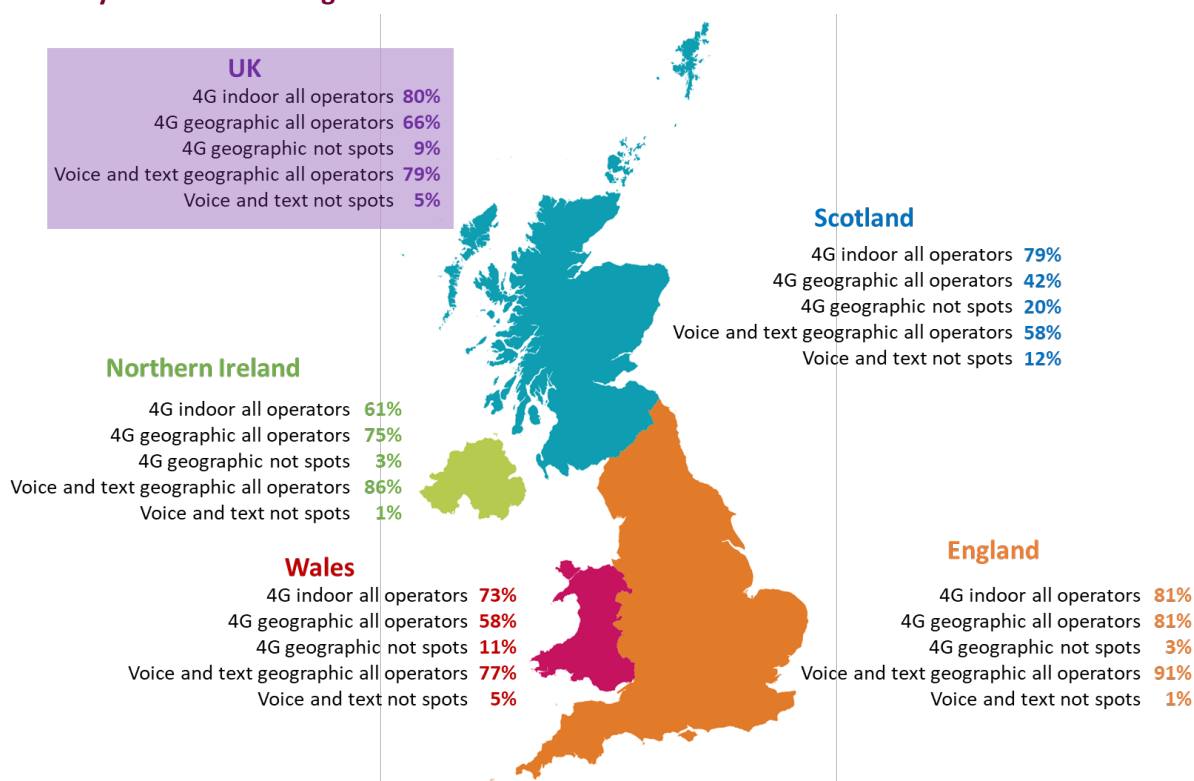 UK
4G indoor all operators 80%
4G geographic all operators 66%
4G geographic not spots 9%
Voice and text geographic all operators 79%
Voice and text not spots 5%
Scotland
4G indoor all operators 79%
4G geographic all operators 42%
4G geographic not spots 20%
Voice and text geographic all operators 58%
Voice and text not spots 12%
Northern Ireland
4G indoor all operators 61%
4G geographic all operators 75%
4G geographic not spots 3%
Voice and text geographic all operators 86%
Voice and text not spots 1%
Wales
4G indoor all operators 73%
4G geographic all operators 58%
4G geographic not spots 11%
Voice and text geographic all operators 77%
Voice and text not spots 5%
England
4G indoor all operators 81%
4G geographic all operators 81%
4G geographic not spots 3%
Voice and text geographic all operators 91%
Voice and text not spots 1%